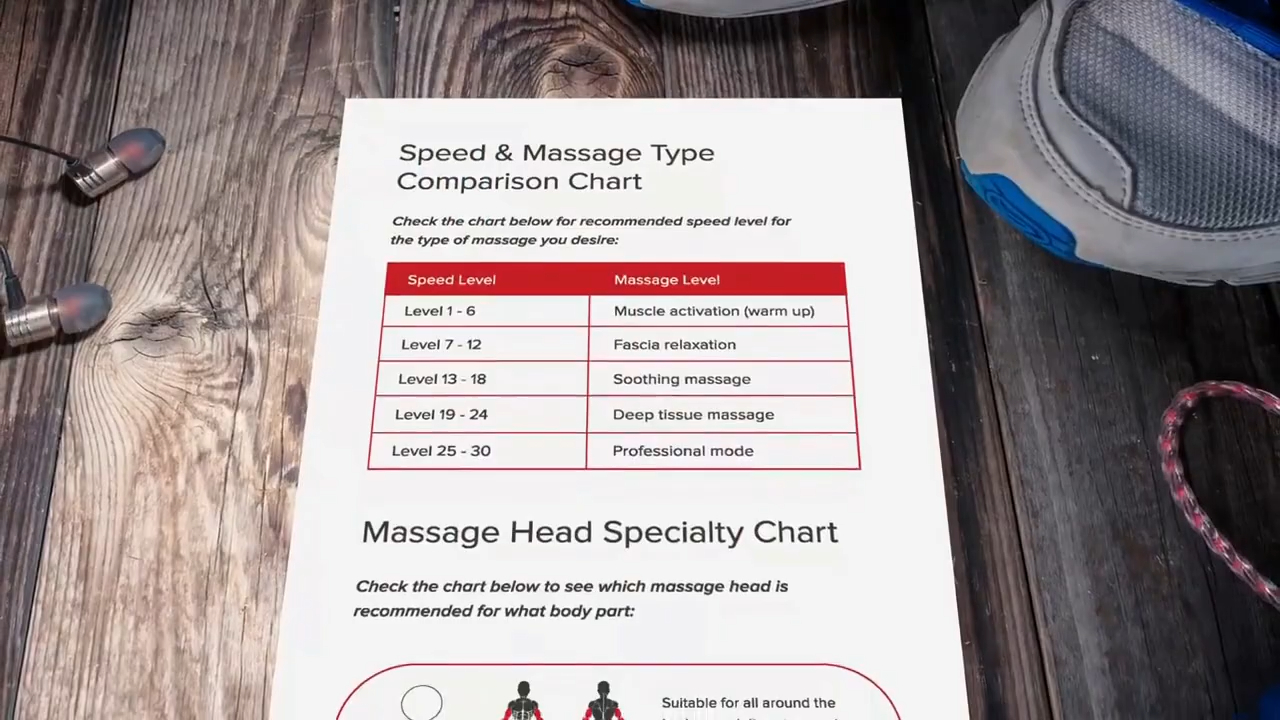 Speed & Massage Type
Comparison Chart
Check the chart below for recommended speed level for
the type of massage you desire:
Speed Level Massage Level
Level 1 - 6 Muscle activation (warm up)
Level 7 - 12 Fascia relaxation
Level 13 - 18 Soothing massage
Level 19 - 24 Deep tissue massage
Level 25 - 30 Professional mode
Massage Head Specialty Chart
Check the chart below to see which massage head is
recommended for what body part:
Suitable for all around the